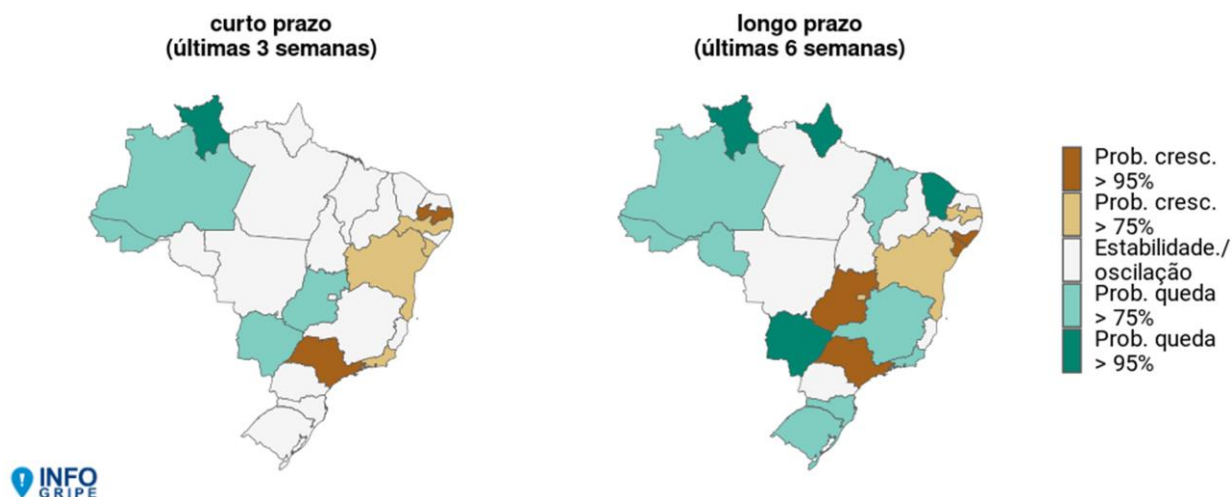 curto prazo
(últimas 3 semanas)
longo prazo
(últimas 6 semanas)
Prob. cresc.
> 95%
Prob. cresc.
> 75%
Estabilidade./
oscilação
Prob. queda
> 75%
Prob. queda
> 95%
INFO
GRIPE